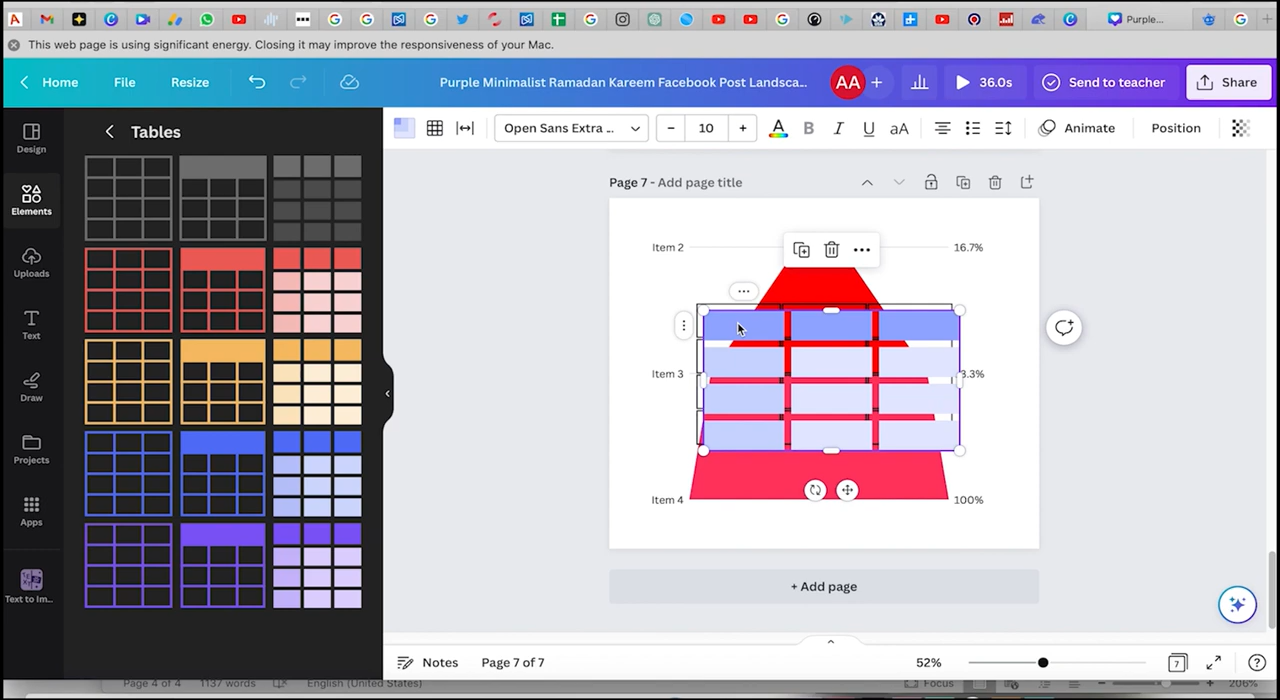 Purple...
This web page is using significant energy. Closing it may improve the responsiveness of your Mac.
Home
File
Resize
Purple Minimalist Ramadan Kareem Facebook Post Landsca...
AA
+
36.0s
Send to teacher
Share
Design
Elements
Uploads
Text
Draw
Projects
Apps
Text to Im...
Tables
Open Sans Extra ...
− 10 +
A
B
I
U
aA
Animate
Position
Page 7 - Add page title
Item 2
16.7%
Item 3
3.3%
Item 4
100%
+ Add page
Notes
Page 7 of 7
52%
7
?
Page 4 of 4
1137 words
English (United States)
Focus
206%